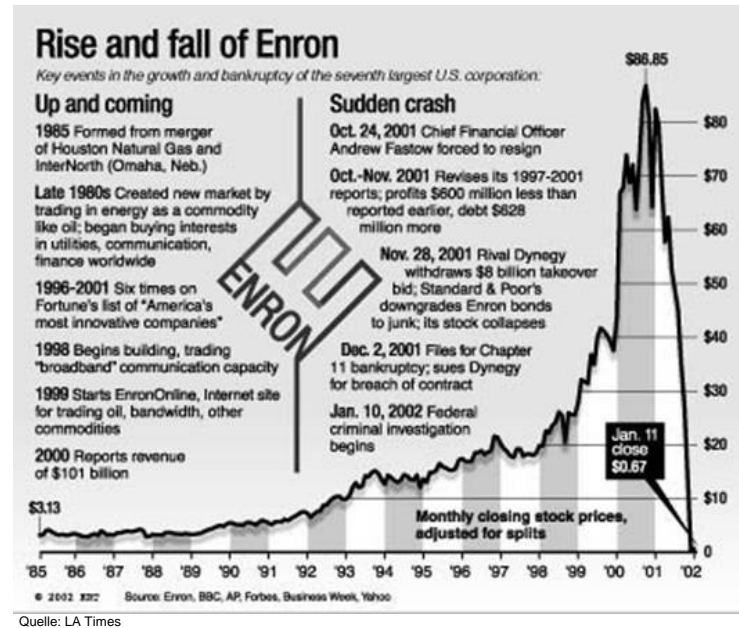 Rise and fall of Enron
Key events in the growth and bankruptcy of the seventh largest U.S. corporation:
Up and coming
1985 Formed from merger
of Houston Natural Gas and
InterNorth (Omaha, Neb.)
Late 1980s Created new market by
trading in energy as a commodity
like oil; began buying interests
in utilities, communication,
finance worldwide
1996-2001 Six times on
Fortune's list of "America's
most innovative companies"
1998 Begins building, trading
"broadband" communication capacity
1999 Starts EnronOnline, Internet site
for trading oil, bandwidth, other
commodities
2000 Reports revenue
of $101 billion
ENRON
Sudden crash
Oct. 24, 2001 Chief Financial Officer
Andrew Fastow forced to resign
Oct.-Nov. 2001 Revises its 1997-2001
reports; profits $600 million less than
reported earlier, debt $628
million more
Nov. 28, 2001 Rival Dynegy
withdraws $8 billion takeover
bid; Standard & Poor's
downgrades Enron bonds
to junk; its stock collapses
Dec. 2, 2001 Files for Chapter
11 bankruptcy; sues Dynegy
for breach of contract
Jan. 10, 2002 Federal
criminal investigation
begins
$86.85
$80
$70
$60
$50
$40
$30
$20
$10
0
Jan. 11
close
$0.67
$3.13
Monthly closing stock prices,
adjusted for splits
'85 '86 '87 '88 '89 '90 '91 '92 '93 '94 '95 '96 '97 '98 '99 '00 '01 '02
© 2002 KRT Source: Enron, BBC, AP, Forbes, Business Week, Yahoo
Quelle: LA Times